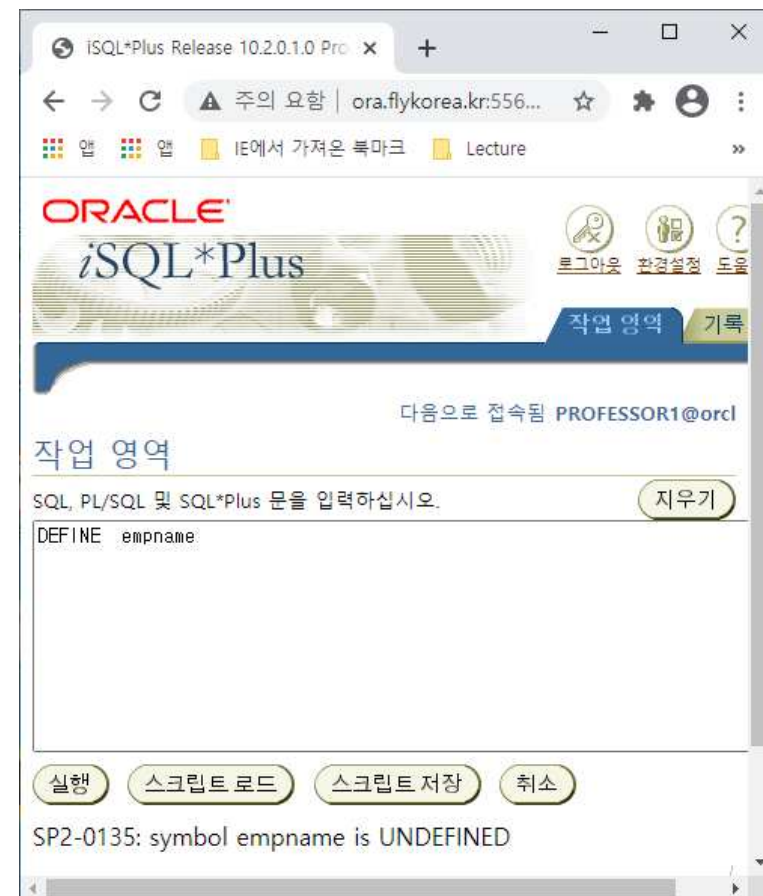 iSQL*Plus Release 10.2.0.1.0 Pro
주의 요함 | ora.flykorea.kr:556...
앱 앱 IE에서 가져온 북마크 Lecture »
ORACLE
iSQL*Plus
로그아웃 환경설정 도움
작업 영역 기록
다음으로 접속됨 PROFESSOR1@orcl
작업 영역
SQL, PL/SQL 및 SQL*Plus 문을 입력하십시오. 지우기
DEFINE empname
실행 스크립트 로드 스크립트 저장 취소
SP2-0135: symbol empname is UNDEFINED